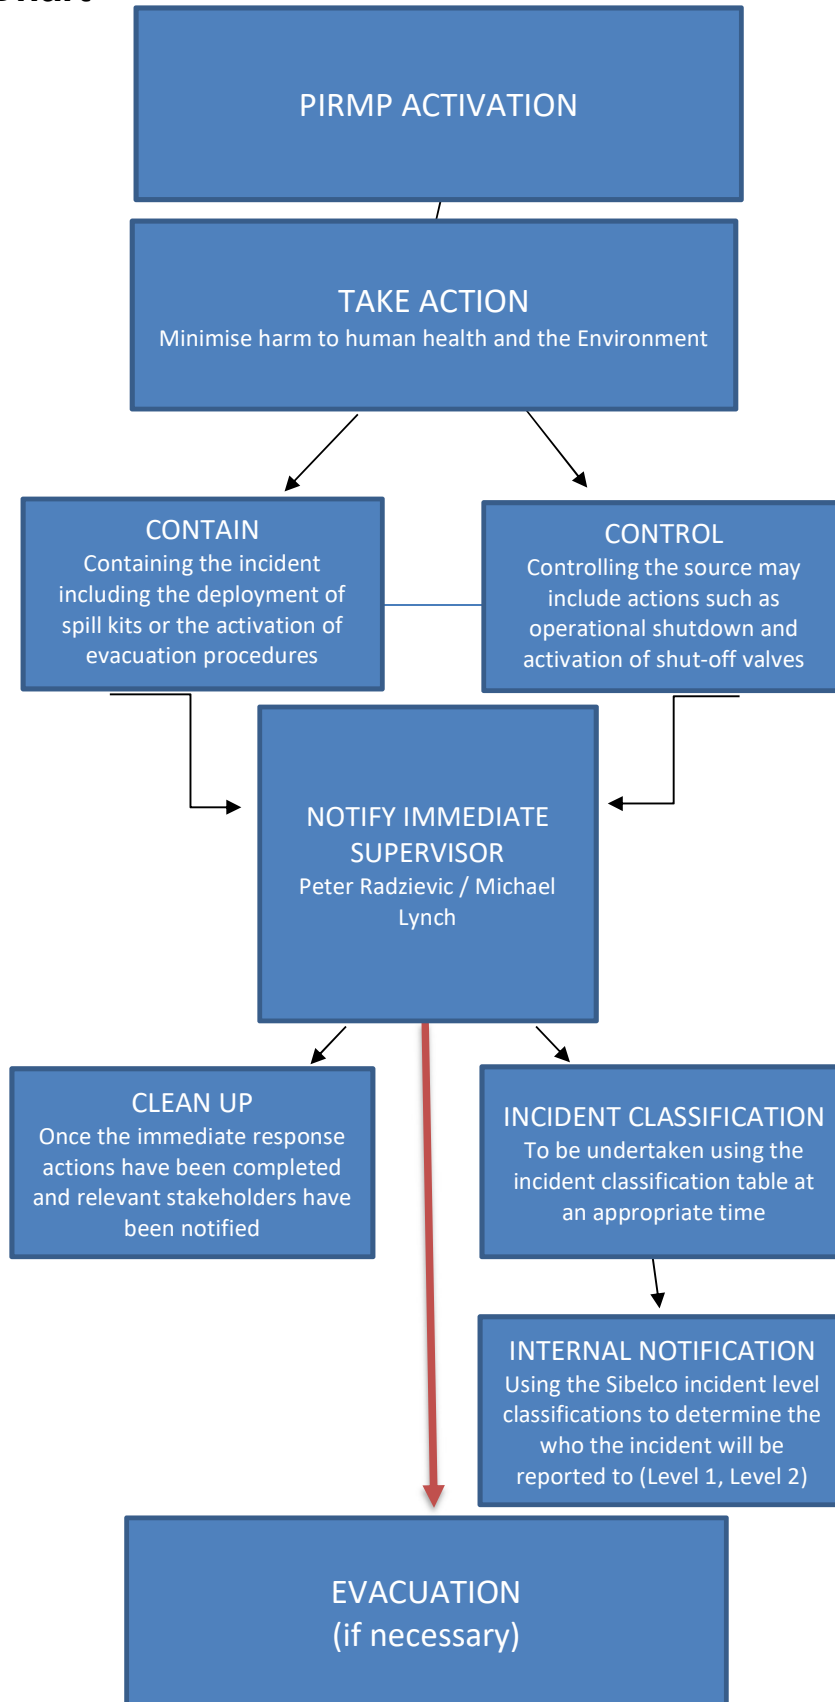 PIRMP ACTIVATION
TAKE ACTION
Minimise harm to human health and the Environment
CONTAIN
Containing the incident
including the deployment of
spill kits or the activation of
evacuation procedures
CONTROL
Controlling the source may
include actions such as
operational shutdown and
activation of shut-off valves
NOTIFY IMMEDIATE
SUPERVISOR
Peter Radzievic / Michael
Lynch
CLEAN UP
Once the immediate response
actions have been completed
and relevant stakeholders have
been notified
INCIDENT CLASSIFICATION
To be undertaken using the
incident classification table at
an appropriate time
INTERNAL NOTIFICATION
Using the Sibelco incident level
classifications to determine the
who the incident will be
reported to (Level 1, Level 2)
EVACUATION
(if necessary)